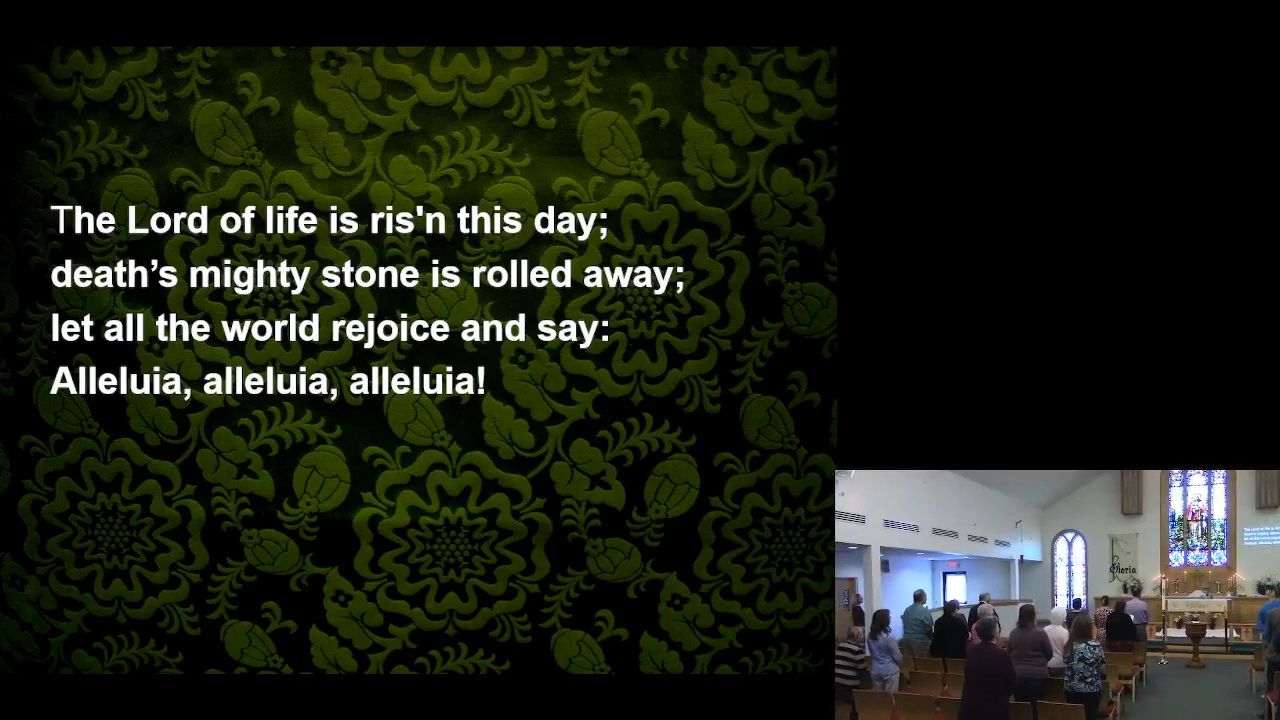 The Lord of life is ris'n this day;
death’s mighty stone is rolled away;
let all the world rejoice and say:
Alleluia, alleluia, alleluia!
Gloria